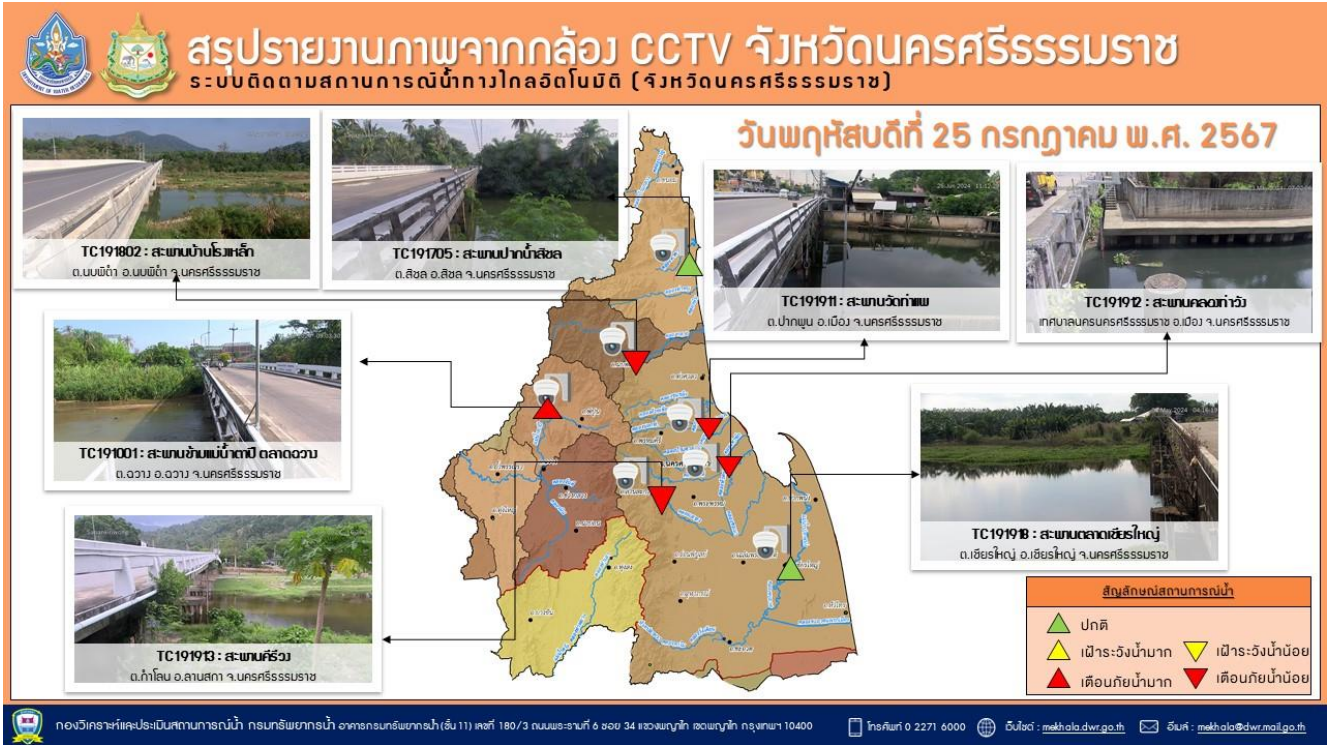 สรุปรายงานภาพจากกล้อง CCTV จังหวัดนครศรีธรรมราช
ระบบติดตามสถานการณ์น้ำทางไกลอัตโนมัติ (จังหวัดนครศรีธรรมราช)
วันพฤหัสบดีที่ 25 กรกฎาคม พ.ศ. 2567
TC191802 : สะพานบ้านโรงเหล็ก
ต.นบพิตำ อ.นบพิตำ จ.นครศรีธรรมราช
TC191705 : สะพานปากน้ำสิชล
ต.สิชล อ.สิชล จ.นครศรีธรรมราช
TC191911 : สะพานวัดท่าแพ
ต.ปากพูน อ.เมือง จ.นครศรีธรรมราช
TC191912 : สะพานคลองท่าวัง
เทศบาลนครนครศรีธรรมราช อ.เมือง จ.นครศรีธรรมราช
TC191001 : สะพานข้ามแม่น้ำตาปี ตลาดฉวาง
ต.ฉวาง อ.ฉวาง จ.นครศรีธรรมราช
TC191918 : สะพานตลาดเชียรใหญ่
ต.เชียรใหญ่ อ.เชียรใหญ่ จ.นครศรีธรรมราช
TC191913 : สะพานคีรีวง
ต.กำโลน อ.ลานสกา จ.นครศรีธรรมราช
สัญลักษณ์สถานการณ์น้ำ
ปกติ
เฝ้าระวังน้ำมาก เฝ้าระวังน้ำน้อย
เตือนภัยน้ำมาก เตือนภัยน้ำน้อย
กองวิเคราะห์และประเมินสถานการณ์น้ำ กรมทรัพยากรน้ำ อาคารกรมทรัพยากรน้ำ (ชั้น 11) เลขที่ 180/3 ถนนพระรามที่ 6 ซอย 34 แขวงพญาไท เขตพญาไท กรุงเทพฯ 10400 โทรศัพท์ 0 2271 6000 เว็บไซต์ : mekhala.dwr.go.th อีเมล์ : mekhala@dwr.mail.go.th